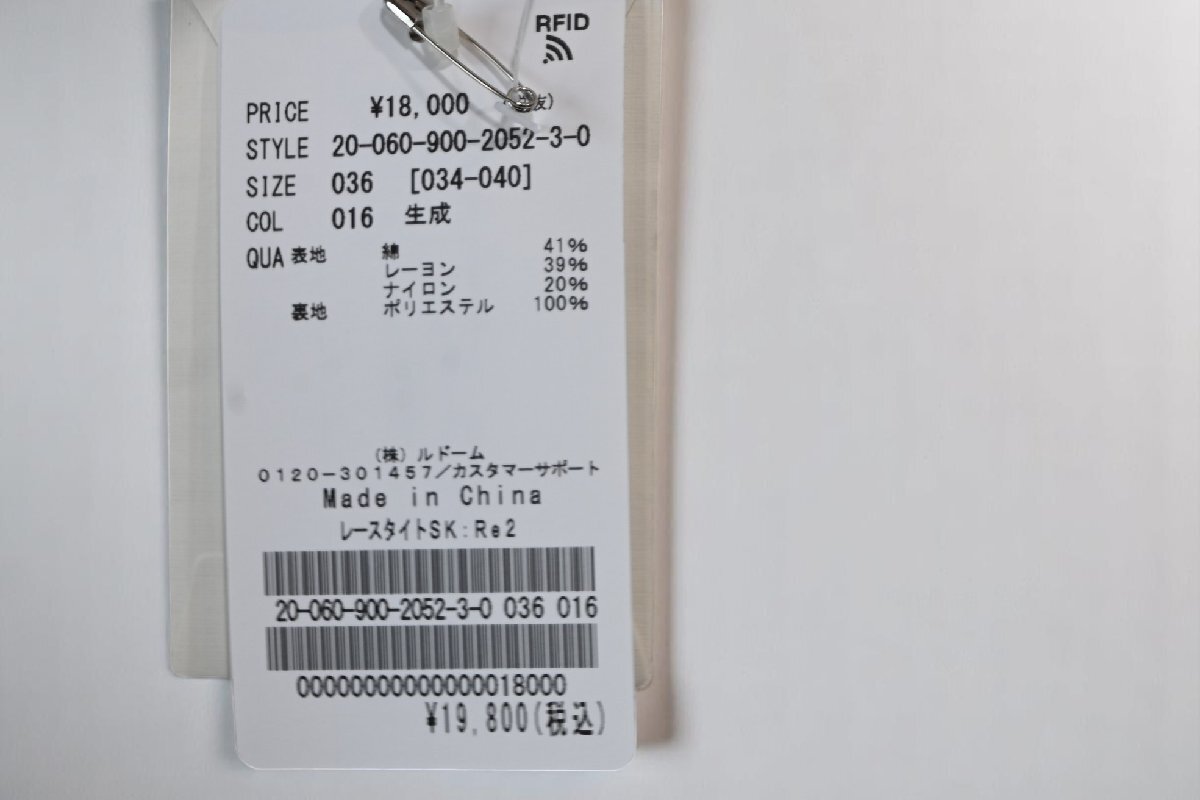 RFID
PRICE ¥18,000 抜)
STYLE 20-060-900-2052-3-0
SIZE 036 [034-040]
COL 016 生成
QUA 表地 綿 41%
レーヨン 39%
ナイロン 20%
裏地 ポリエステル 100%
(株)ルドーム
0120-301457/カスタマーサポート
Made in China
レースタイトSK:Re2
20-060-900-2052-3-0 036 016
00000000000000018000
¥19,800(税込)